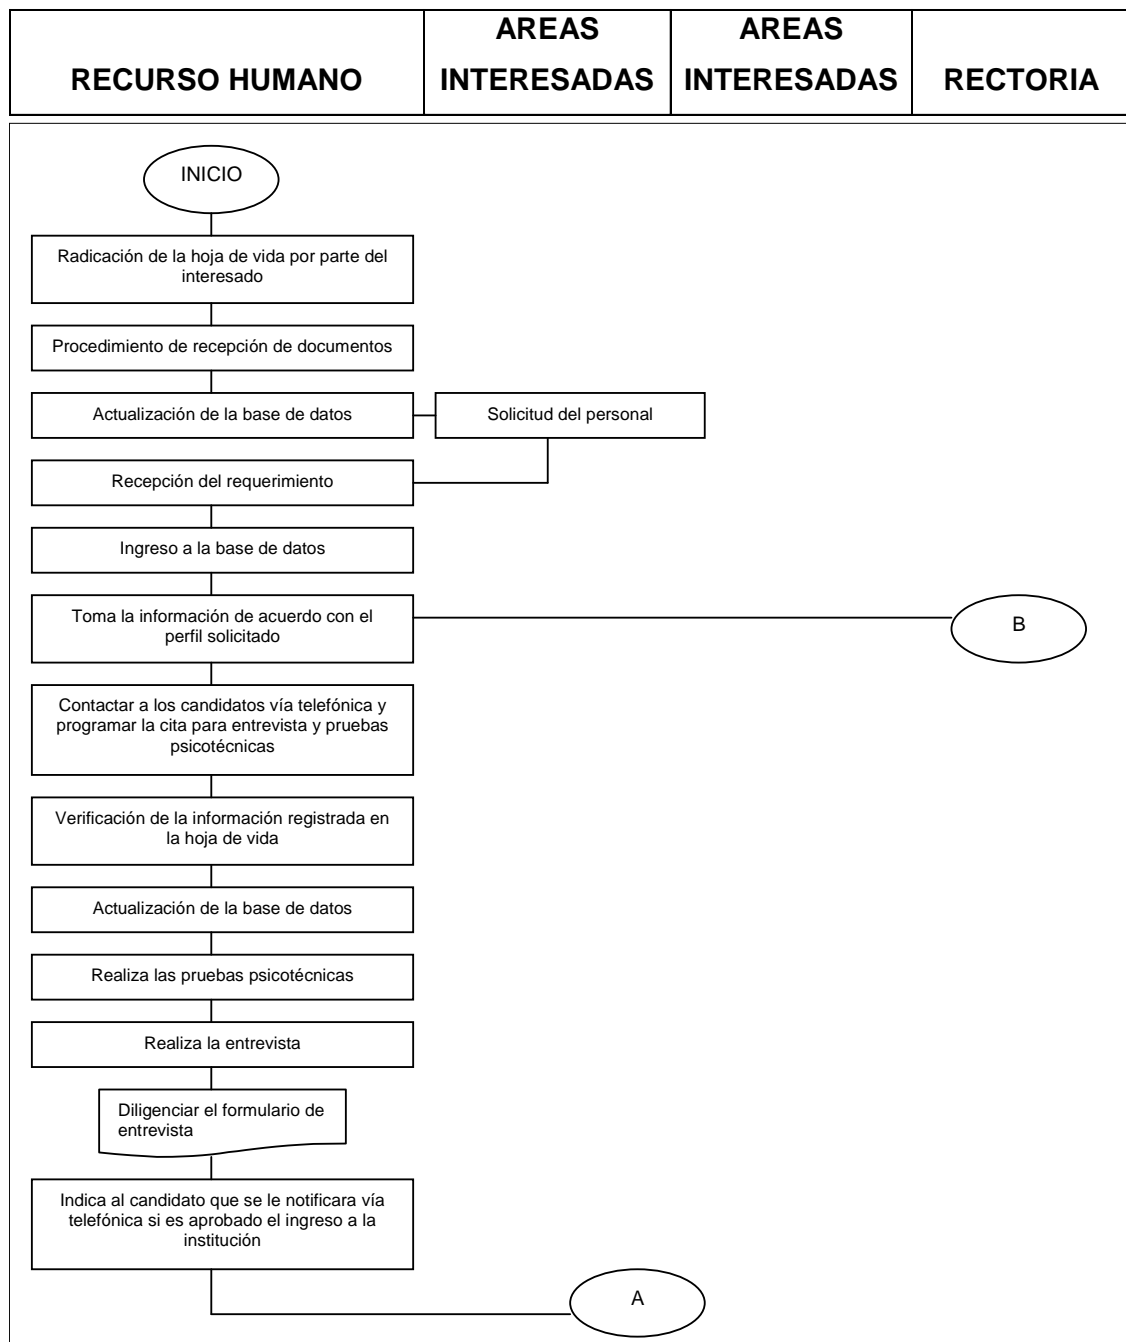 RECURSO HUMANO
AREAS
INTERESADAS
AREAS
INTERESADAS
RECTORIA
INICIO
Radicación de la hoja de vida por parte del
interesado
Procedimiento de recepción de documentos
Actualización de la base de datos
Solicitud del personal
Recepción del requerimiento
Ingreso a la base de datos
Toma la información de acuerdo con el
perfil solicitado
B
Contactar a los candidatos vía telefónica y
programar la cita para entrevista y pruebas
psicotécnicas
Verificación de la información registrada en
la hoja de vida
Actualización de la base de datos
Realiza las pruebas psicotécnicas
Realiza la entrevista
Diligenciar el formulario de
entrevista
Indica al candidato que se le notificara vía
telefónica si es aprobado el ingreso a la
institución
A